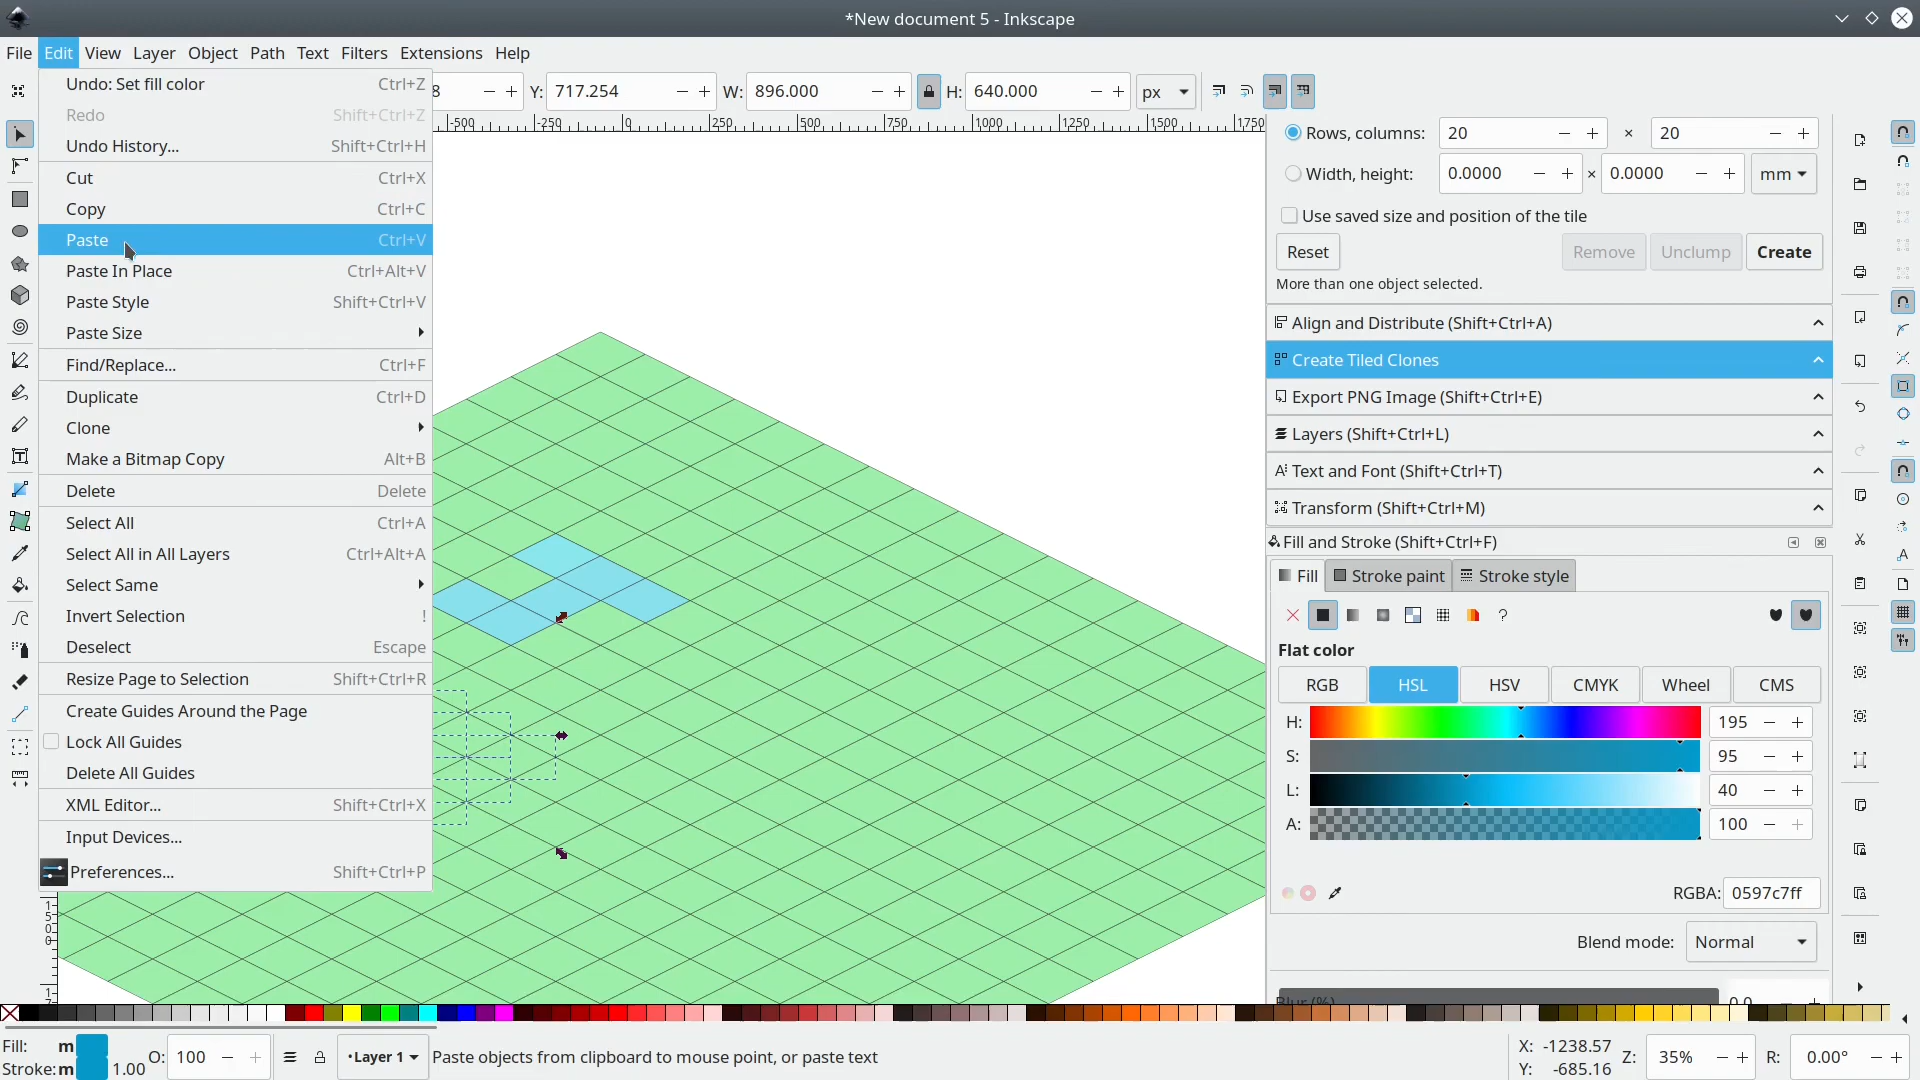 *New document 5 - Inkscape
File Edit View Layer Object Path Text Filters Extensions Help
8 Y: 717.254 W: 896.000 H: 640.000 px
-500 -250 0 250 500 750 1000 1250 1500 1750
Undo: Set fill color Ctrl+Z
Redo Shift+Ctrl+Z
Undo History... Shift+Ctrl+H
Cut Ctrl+X
Copy Ctrl+C
Paste Ctrl+V
Paste In Place Ctrl+Alt+V
Paste Style Shift+Ctrl+V
Paste Size
Find/Replace... Ctrl+F
Duplicate Ctrl+D
Clone
Make a Bitmap Copy Alt+B
Delete Delete
Select All Ctrl+A
Select All in All Layers Ctrl+Alt+A
Select Same
Invert Selection !
Deselect Escape
Resize Page to Selection Shift+Ctrl+R
Create Guides Around the Page
Lock All Guides
Delete All Guides
XML Editor... Shift+Ctrl+X
Input Devices...
Preferences... Shift+Ctrl+P
Rows, columns: 20 × 20
Width, height: 0.0000 × 0.0000 mm
Use saved size and position of the tile
Reset Remove Unclump Create
More than one object selected.
Align and Distribute (Shift+Ctrl+A)
Create Tiled Clones
Export PNG Image (Shift+Ctrl+E)
Layers (Shift+Ctrl+L)
Text and Font (Shift+Ctrl+T)
Transform (Shift+Ctrl+M)
Fill and Stroke (Shift+Ctrl+F)
Fill Stroke paint Stroke style
?
Flat color
RGB HSL HSV CMYK Wheel CMS
H: 195
S: 95
L: 40
A: 100
RGBA: 0597c7ff
Blend mode: Normal
Blur (%) 0.0
Fill: m
Stroke: m 1.00
O: 100
•Layer 1
Paste objects from clipboard to mouse point, or paste text
X: -1238.57
Y: -685.16
Z: 35%
R: 0.00°